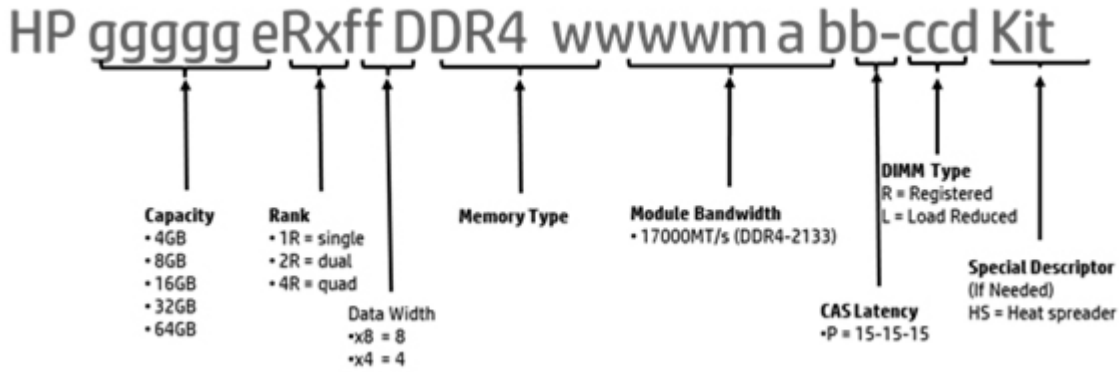 HP ggggg eRxff DDR4 wwwwm a bb-ccd Kit
Capacity
• 4GB
• 8GB
• 16GB
• 32GB
• 64GB
Rank
• 1R = single
• 2R = dual
• 4R = quad
Data Width
•x8 = 8
•x4 = 4
Memory Type
Module Bandwidth
• 17000MT/s (DDR4-2133)
CAS Latency
•P = 15-15-15
DIMM Type
R = Registered
L = Load Reduced
Special Descriptor
(If Needed)
HS = Heat spreader